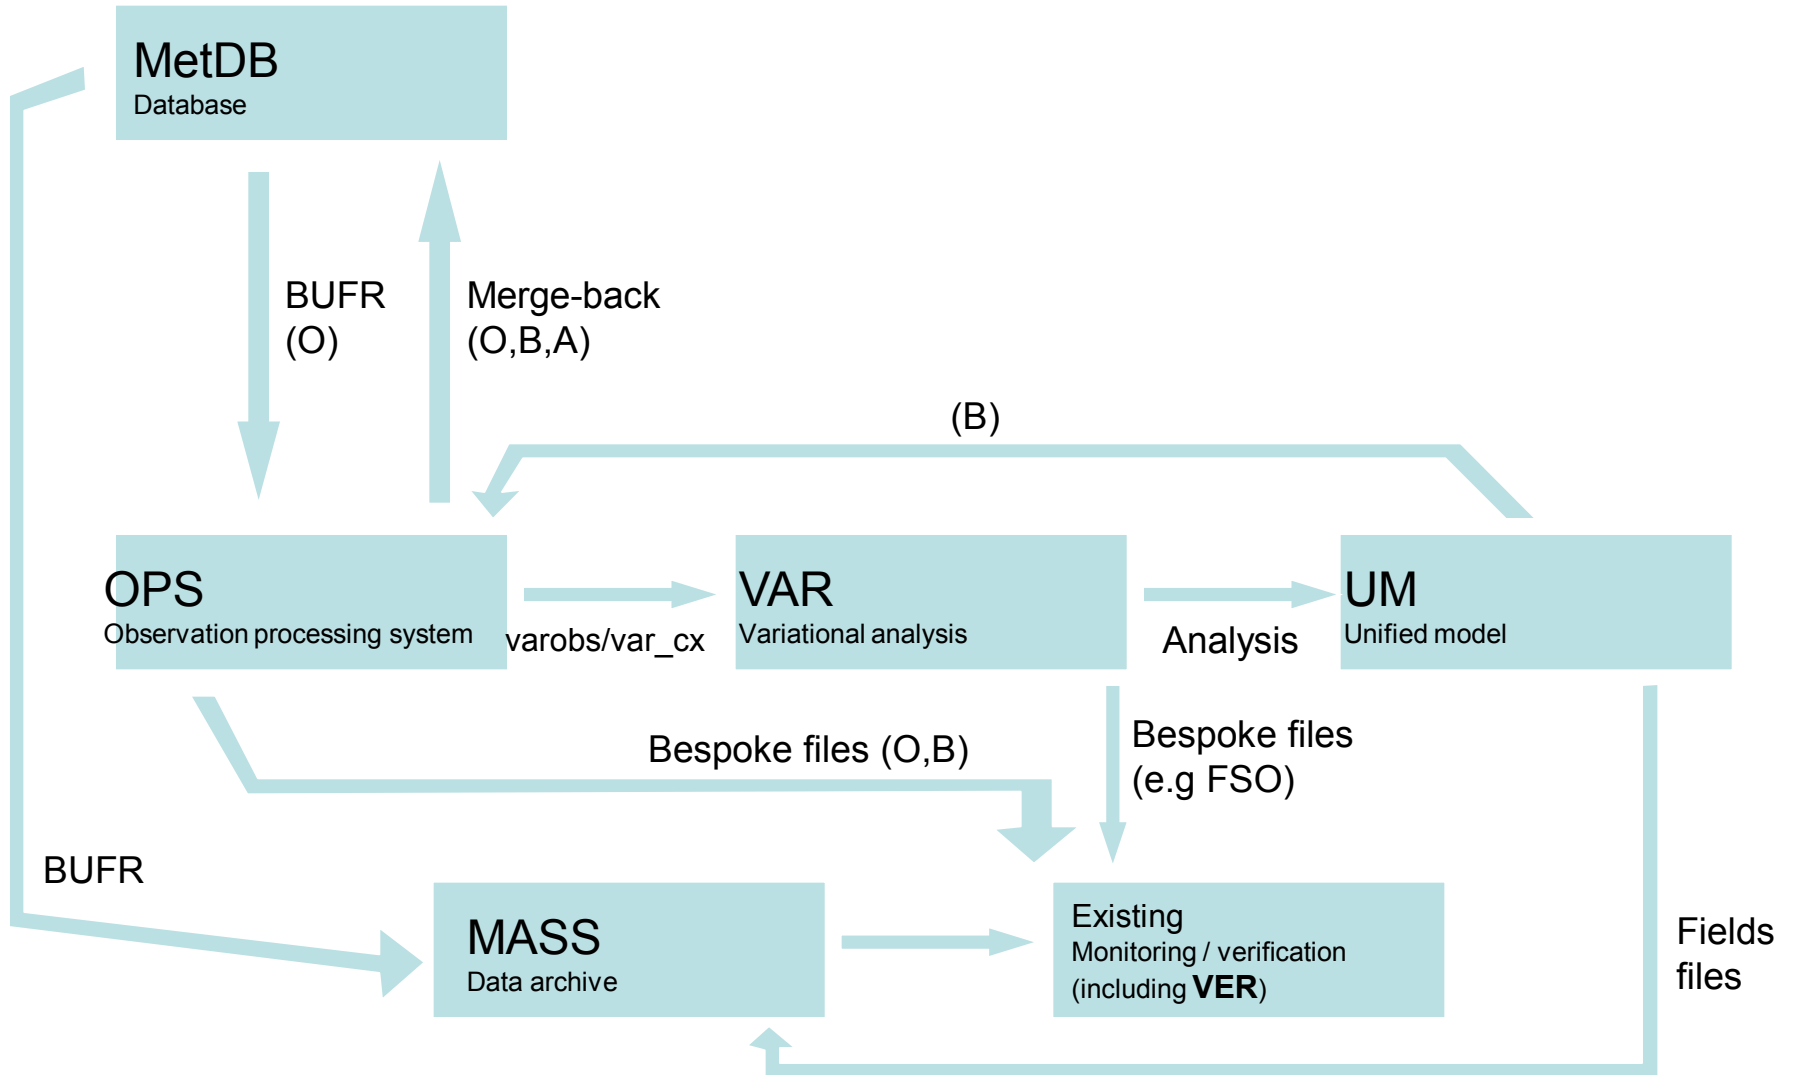 MetDB
Database
BUFR
(O)
Merge-back
(O,B,A)
(B)
OPS
Observation processing system
varobs/var_cx
VAR
Variational analysis
Analysis
UM
Unified model
Bespoke files (O,B)
Bespoke files
(e.g FSO)
BUFR
MASS
Data archive
Existing
Monitoring / verification
(including VER)
Fields
files